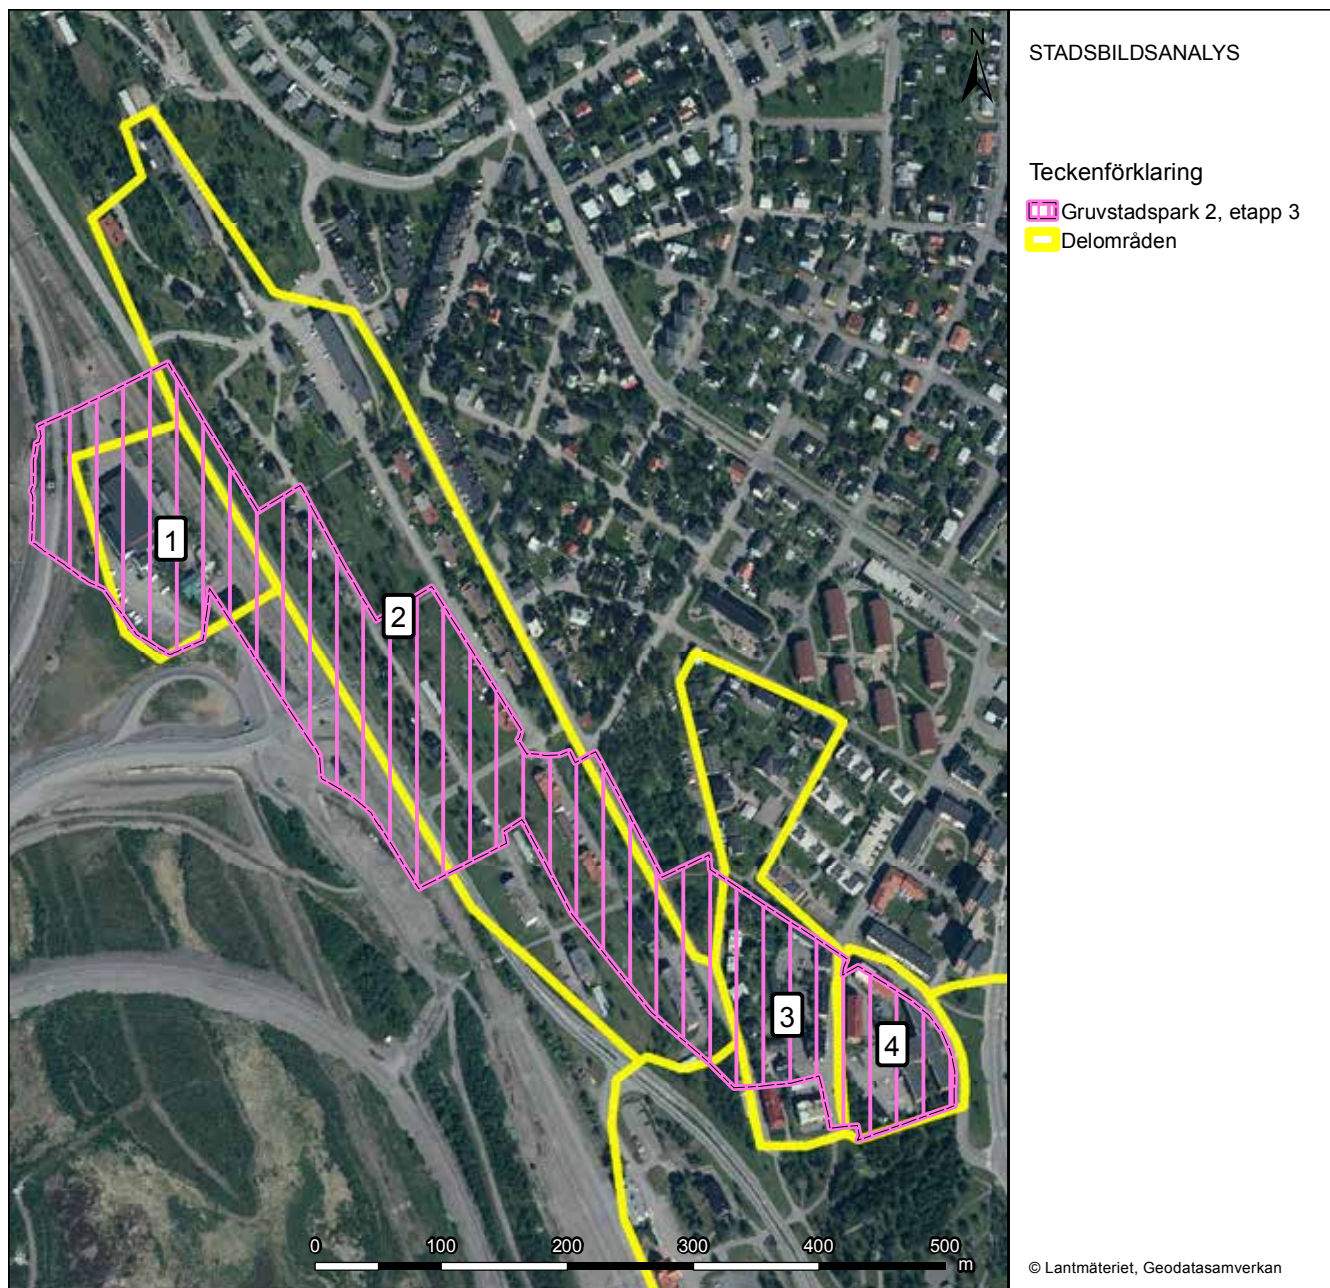 STADSBILDSANALYS
N
Teckenförklaring
Gruvstadspark 2, etapp 3
Delområden
1
2
3
4
0 100 200 300 400 500
m
© Lantmäteriet, Geodatasamverkan